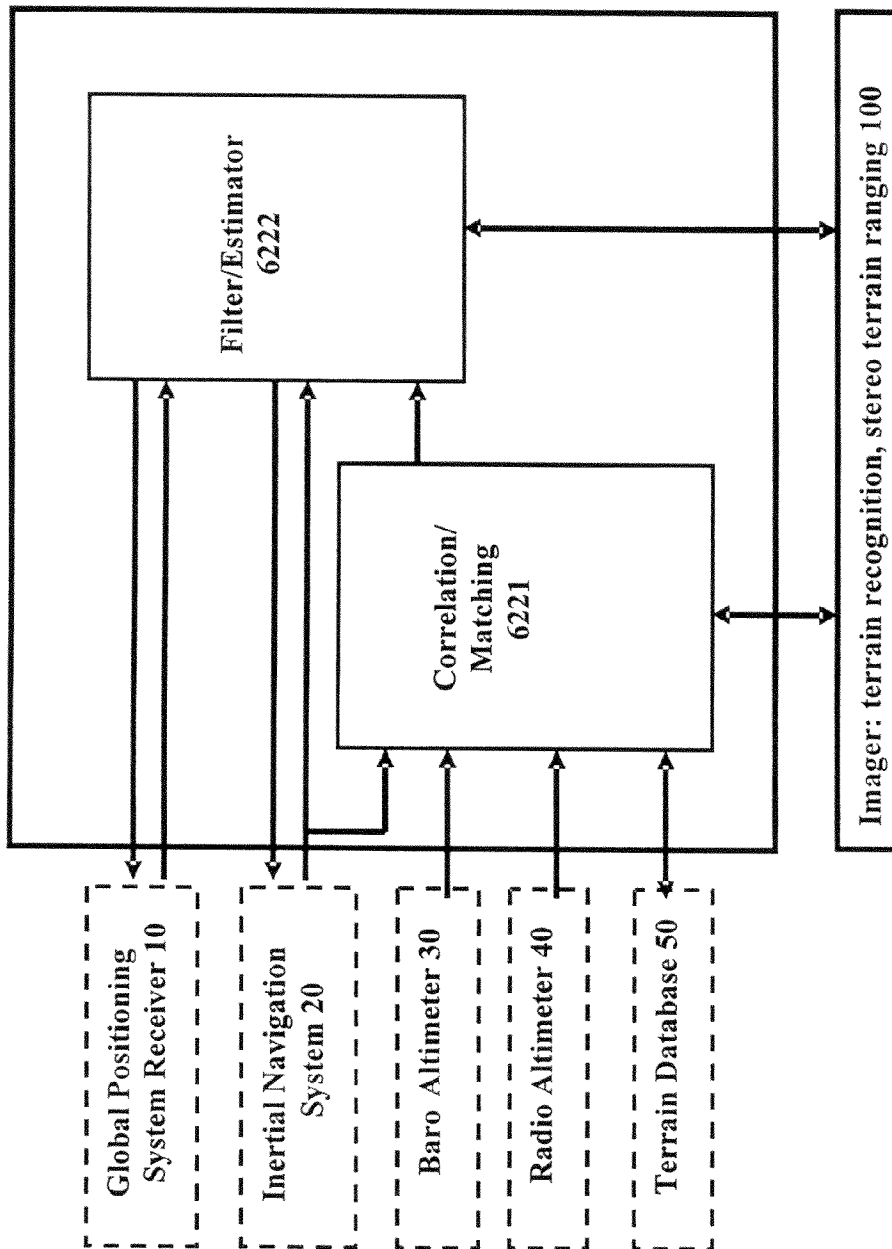 Global Positioning
System Receiver 10
Inertial Navigation
System 20
Baro Altimeter 30
Radio Altimeter 40
Terrain Database 50
Correlation/
Matching
6221
Filter/Estimator
6222
Imager: terrain recognition, stereo terrain ranging 100